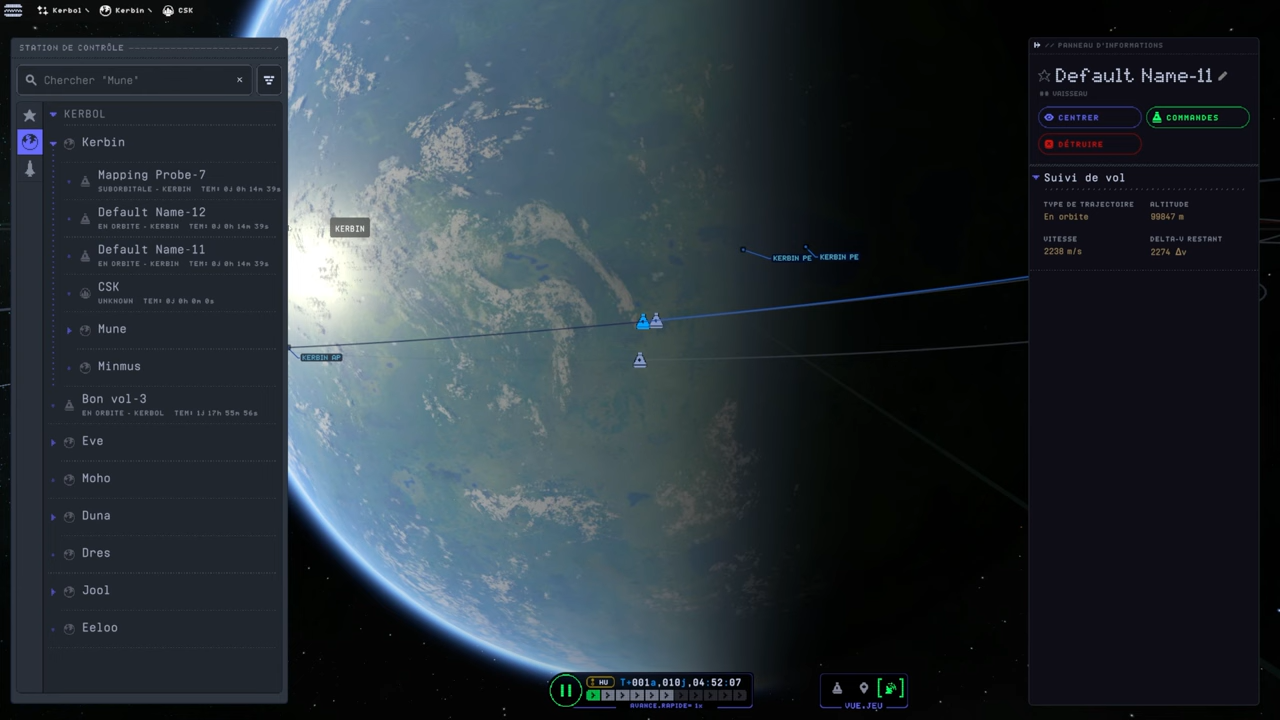 Kerbol
Kerbin
CSK
STATION DE CONTRÔLE
Chercher "Mune"
KERBOL
Kerbin
Mapping Probe-7
SUBORBITALE - KERBIN TEM: 0J 0h 14m 39s
Default Name-12
EN ORBITE - KERBIN TEM: 0J 0h 14m 39s
Default Name-11
EN ORBITE - KERBIN TEM: 0J 0h 14m 39s
CSK
UNKNOWN TEM: 0J 0h 0m 0s
Mune
Minmus
Bon vol-3
EN ORBITE - KERBOL TEM: 1J 17h 55m 56s
Eve
Moho
Duna
Dres
Jool
Eeloo
KERBIN
KERBIN PE
KERBIN PE
KERBIN AP
// PANNEAU D'INFORMATIONS
Default Name-11
VAISSEAU
CENTRER
COMMANDES
DÉTRUIRE
Suivi de vol
TYPE DE TRAJECTOIRE ALTITUDE
En orbite 99847 m
VITESSE DELTA-V RESTANT
2238 m/s 2274 Δv
HU T+001a,010j,04:52:07
AVANCE.RAPIDE= 1x
VUE.JEU